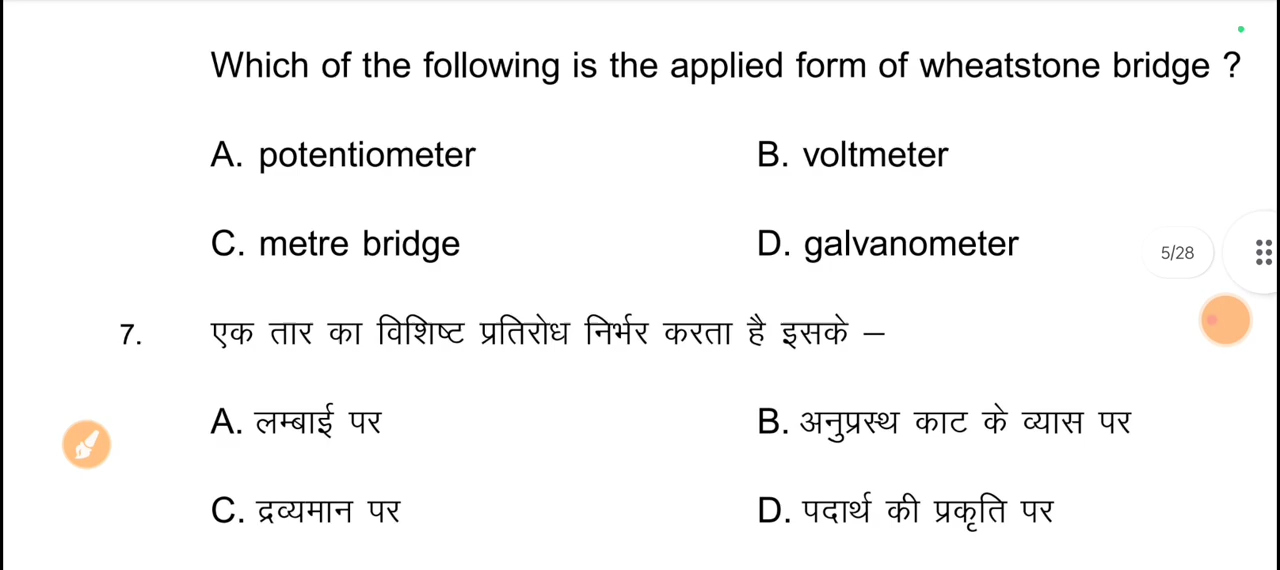 Which of the following is the applied form of wheatstone bridge ?
A. potentiometer B. voltmeter
C. metre bridge D. galvanometer
5/28
7. एक तार का विशिष्ट प्रतिरोध निर्भर करता है इसके –
A. लम्बाई पर B. अनुप्रस्थ काट के व्यास पर
C. द्रव्यमान पर D. पदार्थ की प्रकृति पर